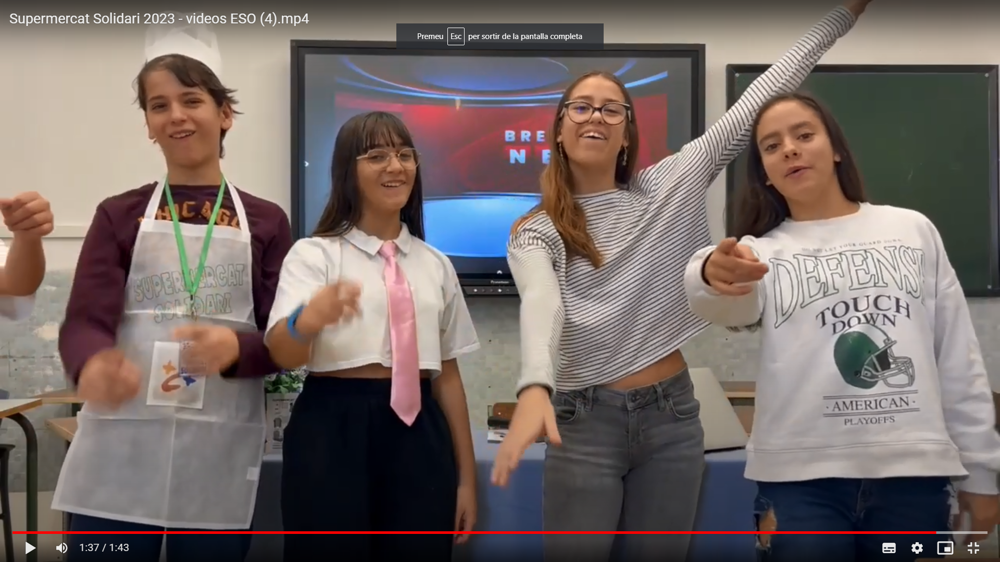 Supermercat Solidari 2023 - videos ESO (4).mp4
Premeu Esc per sortir de la pantalla completa
BRE
NE
CHICAGO
SUPERMERCAT
SOLIDARI
DEFENSE
TOUCH
DOWN
AMERICAN
PLAYOFFS
1:37 / 1:43